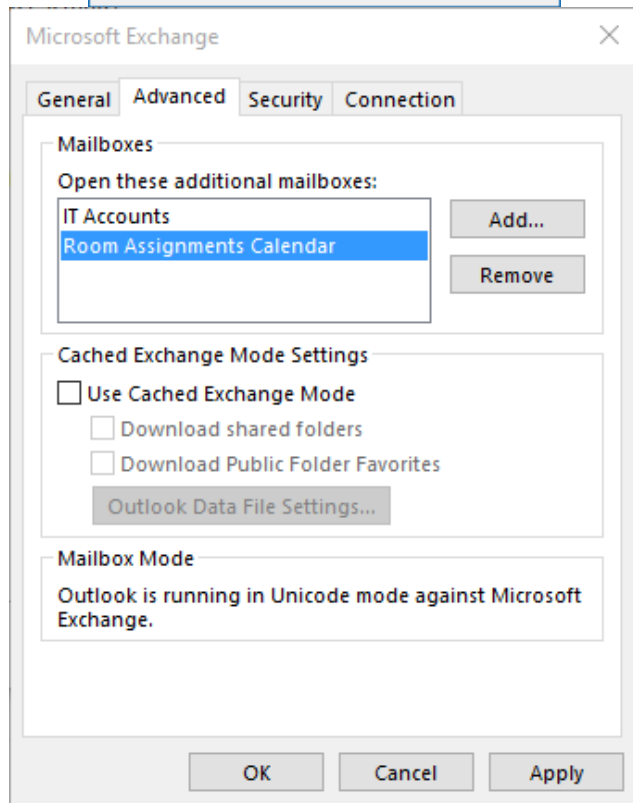 Microsoft Exchange
General Advanced Security Connection
Mailboxes
Open these additional mailboxes:
IT Accounts
Room Assignments Calendar
Add...
Remove
Cached Exchange Mode Settings
Use Cached Exchange Mode
Download shared folders
Download Public Folder Favorites
Outlook Data File Settings...
Mailbox Mode
Outlook is running in Unicode mode against Microsoft
Exchange.
OK Cancel Apply